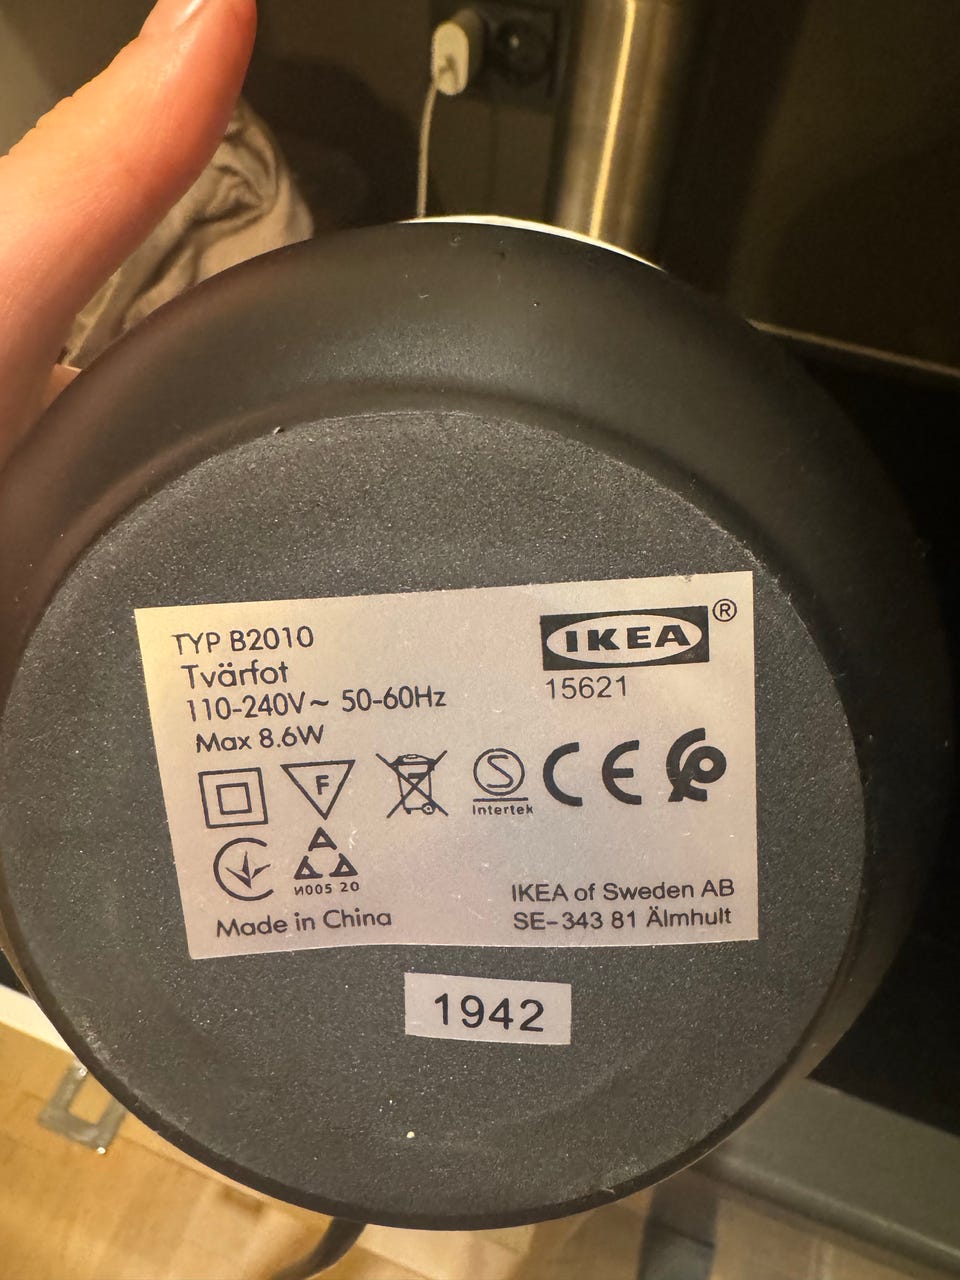 TYP B2010
Tvärfot
110-240V~ 50-60Hz
Max 8.6W
IKEA®
15621
F
S
Intertek
CE
И005 20
Made in China
IKEA of Sweden AB
SE-343 81 Älmhult
1942